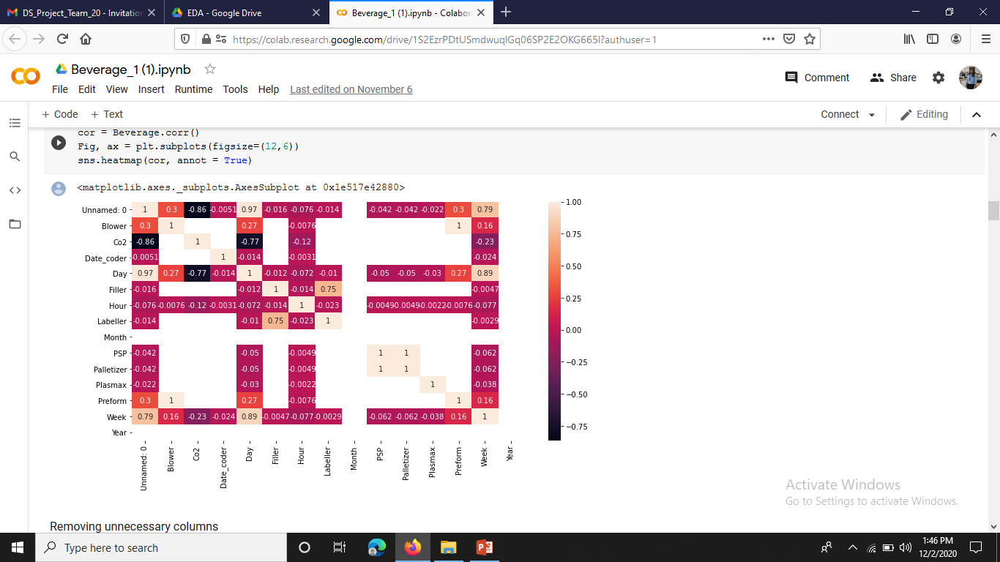 DS_Project_Team_20 - Invitation
EDA - Google Drive
Beverage_1 (1).ipynb - Colabora
https://colab.research.google.com/drive/1S2EzrPDtUSmdwuqlGq06SP2E2OKG665l?authuser=1
Beverage_1 (1).ipynb
Comment
Share
File Edit View Insert Runtime Tools Help Last edited on November 6
+ Code + Text
Connect
Editing
cor = Beverage.corr()
Fig, ax = plt.subplots(figsize=(12,6))
sns.heatmap(cor, annot = True)
<matplotlib.axes._subplots.AxesSubplot at 0x1e517e42880>
Unnamed: 0 1 0.3 -0.86 -0.0051 0.97 -0.016 -0.076 -0.014 -0.042 -0.042 -0.022 0.3 0.79
Blower 0.3 1 0.27 -0.0076 1 0.16
Co2 -0.86 1 -0.77 -0.12 -0.23
Date_coder -0.0051 1 -0.014 -0.0031 -0.024
Day 0.97 0.27 -0.77 -0.014 1 -0.012 -0.072 -0.01 -0.05 -0.05 -0.03 0.27 0.89
Filler -0.016 -0.012 1 -0.014 0.75 -0.0047
Hour -0.076 -0.0076 -0.12 -0.0031 -0.072 -0.014 1 -0.023 -0.0049 -0.0049 -0.0022 -0.0076 -0.077
Labeller -0.014 -0.01 0.75 -0.023 1 -0.0029
Month
PSP -0.042 -0.05 -0.0049 1 1 -0.062
Palletizer -0.042 -0.05 -0.0049 1 1 -0.062
Plasmax -0.022 -0.03 -0.0022 1 -0.038
Preform 0.3 1 0.27 -0.0076 1 0.16
Week 0.79 0.16 -0.23 -0.024 0.89 -0.0047 -0.077 -0.0029 -0.062 -0.062 -0.038 0.16 1
Year
Unnamed: 0 Blower Co2 Date_coder Day Filler Hour Labeller Month PSP Palletizer Plasmax Preform Week Year
1.00
0.75
0.50
0.25
0.00
−0.25
−0.50
−0.75
Activate Windows
Go to Settings to activate Windows.
Removing unnecessary columns
Type here to search
1:46 PM
12/2/2020